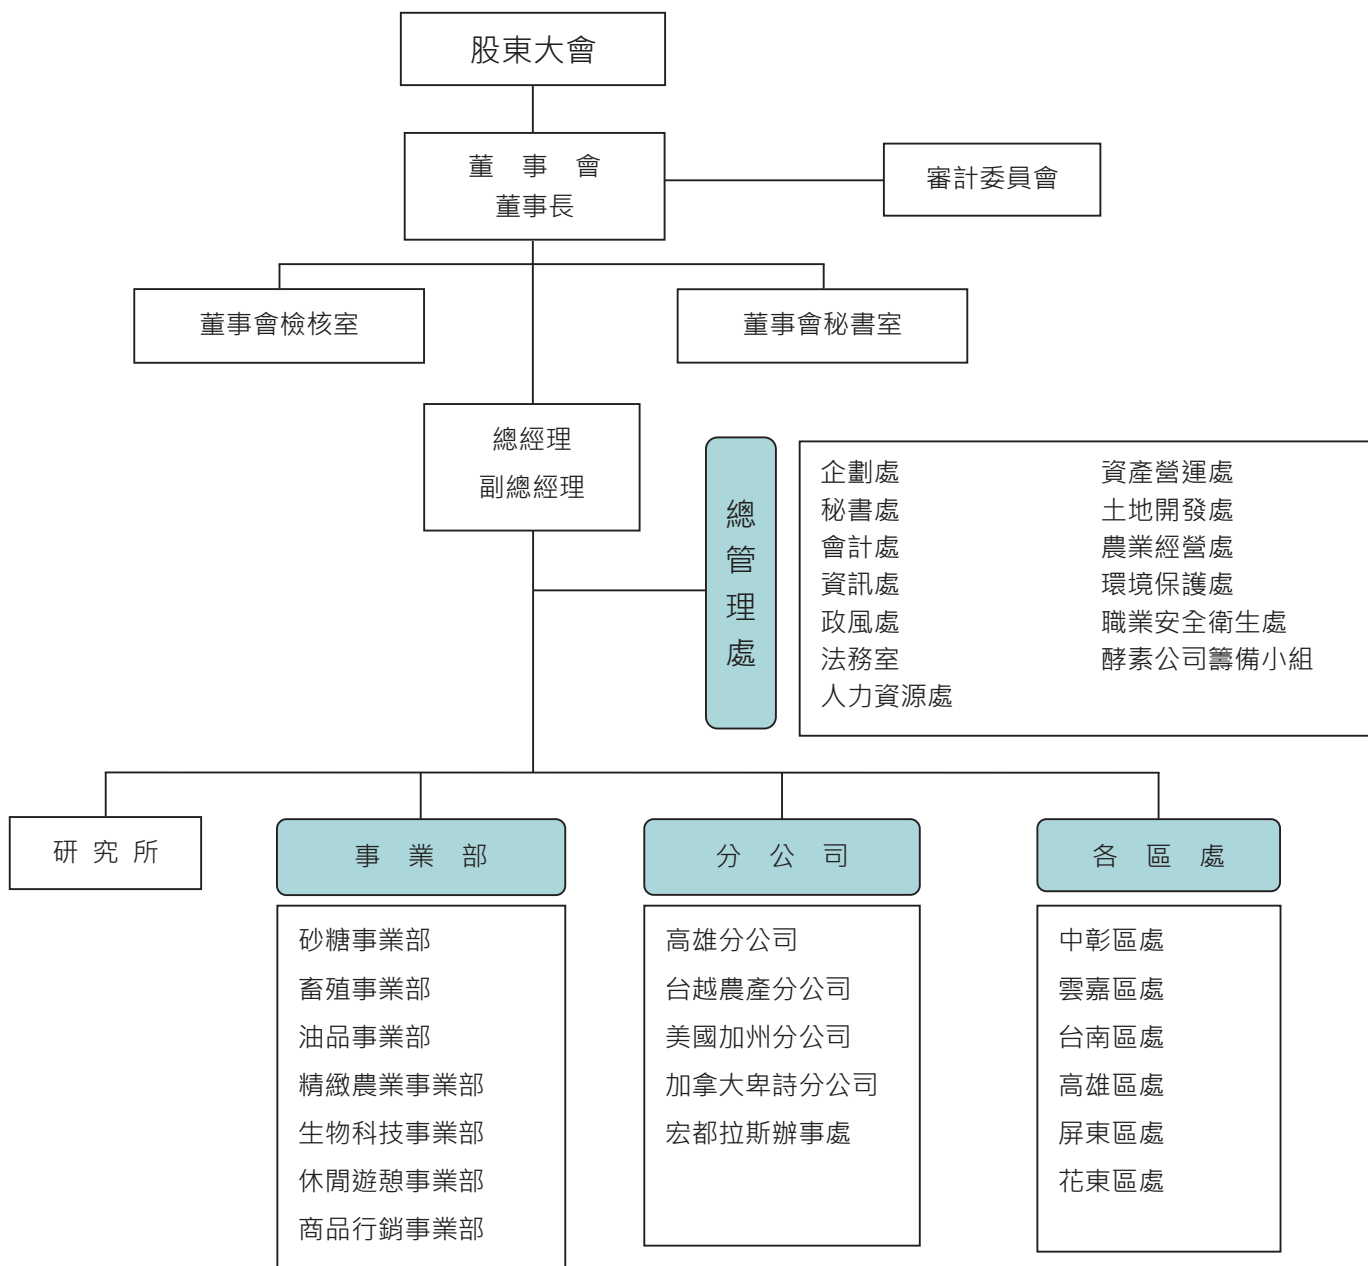 股東大會
董　事　會
董事長
審計委員會
董事會檢核室
董事會秘書室
總經理
副總經理
總管理處
企劃處
秘書處
會計處
資訊處
政風處
法務室
人力資源處
資產營運處
土地開發處
農業經營處
環境保護處
職業安全衛生處
酵素公司籌備小組
研 究 所
事　業　部
砂糖事業部
畜殖事業部
油品事業部
精緻農業事業部
生物科技事業部
休閒遊憩事業部
商品行銷事業部
分　公　司
高雄分公司
台越農產分公司
美國加州分公司
加拿大卑詩分公司
宏都拉斯辦事處
各　區　處
中彰區處
雲嘉區處
台南區處
高雄區處
屏東區處
花東區處